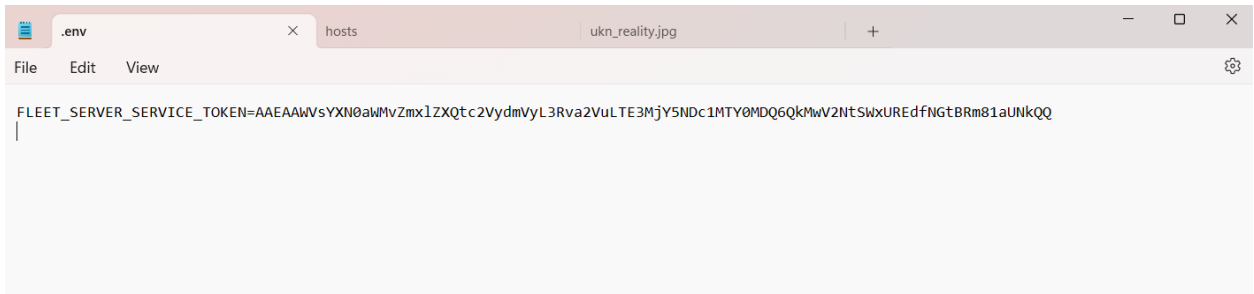 .env
hosts
ukn_reality.jpg
File
Edit
View
FLEET_SERVER_SERVICE_TOKEN=AAEAAWVsYXN0aWMvZmxlZXQtc2VydmVyL3Rva2VuLTE3MjY5NDc1MTY0MDQ6QkMwV2NtSWxUREdfNGtBRm81aUNkQQ